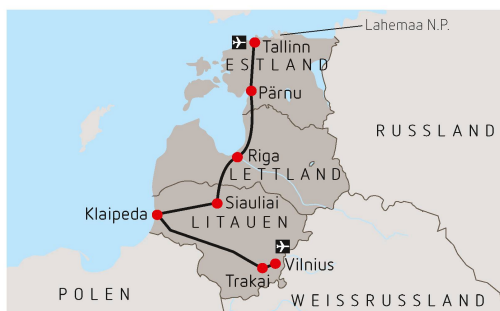 Lahemaa N.P.
Tallinn
ESTLAND
Pärnu
RUSSLAND
Riga
LETTLAND
Siauliai
Klaipeda
LITAUEN
Vilnius
Trakai
POLEN
WEISSRUSSLAND